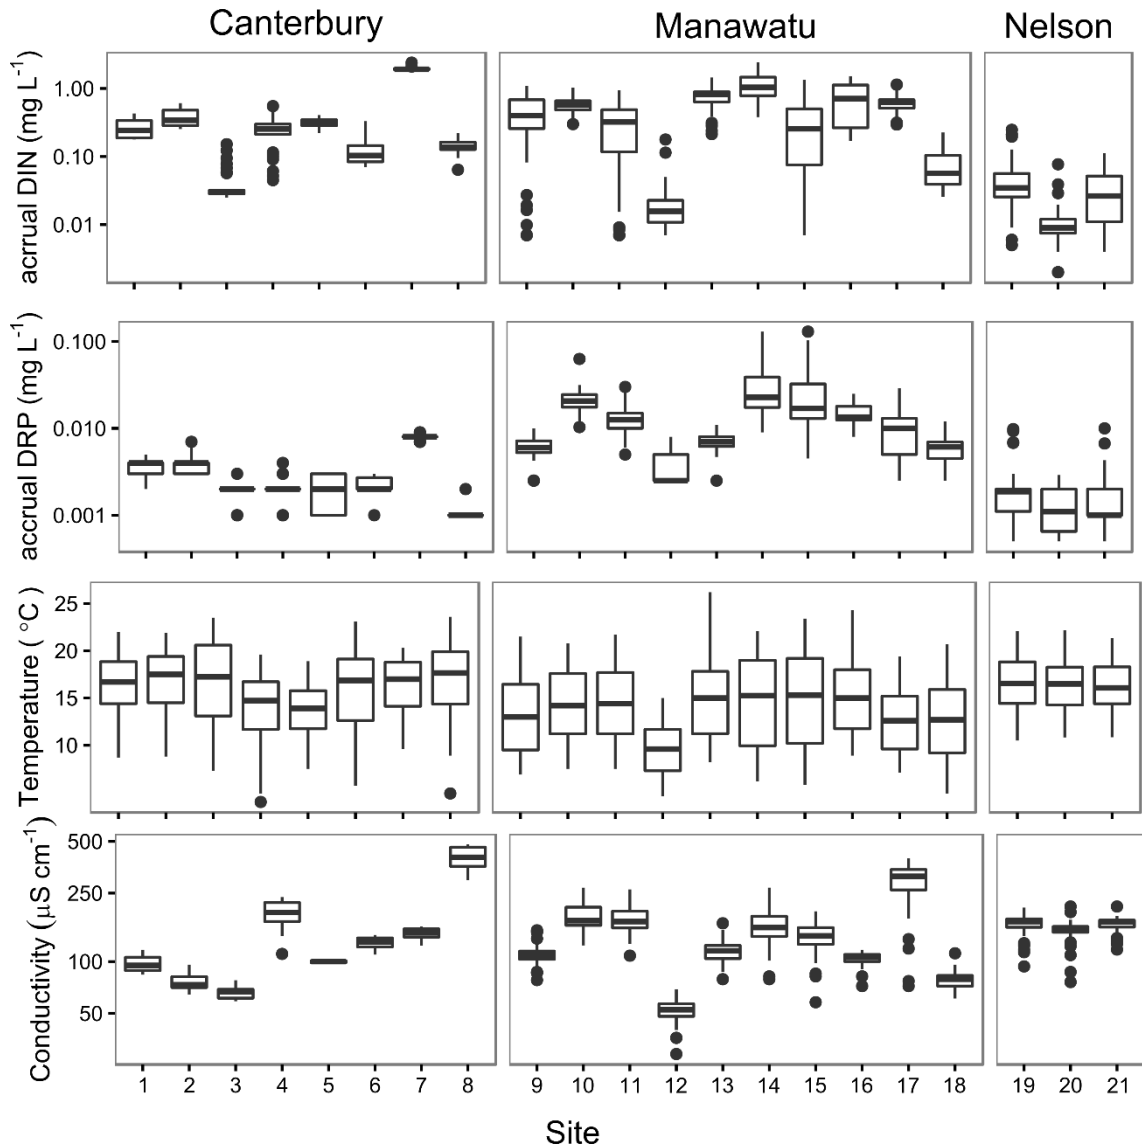 Canterbury Manawatu Nelson
acrrual DIN (mg L⁻¹)
1.00
0.10
0.01
accrual DRP (mg L⁻¹)
0.100
0.010
0.001
Temperature ( °C )
25
20
15
10
Conductivity (μS cm⁻¹)
500
250
100
50
1 2 3 4 5 6 7 8 9 10 11 12 13 14 15 16 17 18 19 20 21
Site